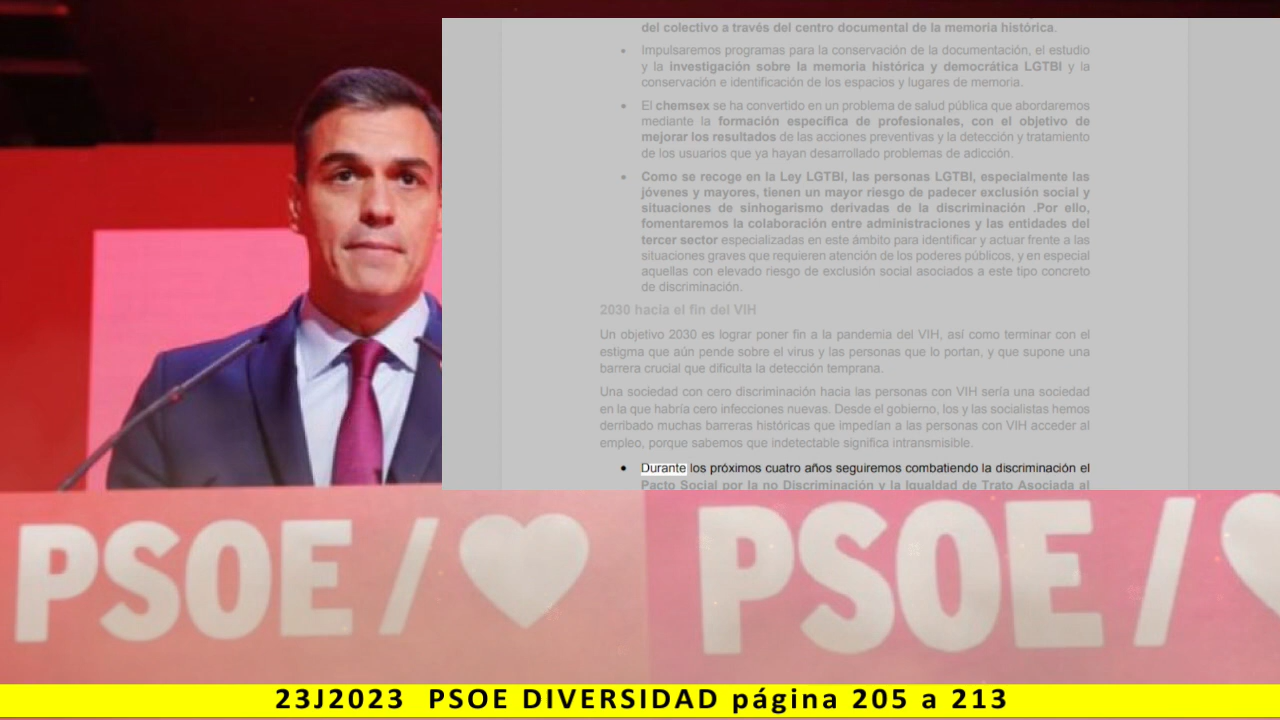 del colectivo a través del centro documental de la memoria histórica.
• Impulsaremos programas para la conservación de la documentación, el estudio
y la investigación sobre la memoria histórica y democrática LGTBI y la
conservación e identificación de los espacios y lugares de memoria.
• El chemsex se ha convertido en un problema de salud pública que abordaremos
mediante la formación específica de profesionales, con el objetivo de
mejorar los resultados de las acciones preventivas y la detección y tratamiento
de los usuarios que ya hayan desarrollado problemas de adicción.
• Como se recoge en la Ley LGTBI, las personas LGTBI, especialmente las
jóvenes y mayores, tienen un mayor riesgo de padecer exclusión social y
situaciones de sinhogarismo derivadas de la discriminación .Por ello,
fomentaremos la colaboración entre administraciones y las entidades del
tercer sector especializadas en este ámbito para identificar y actuar frente a las
situaciones graves que requieren atención de los poderes públicos, y en especial
aquellas con elevado riesgo de exclusión social asociados a este tipo concreto
de discriminación.
2030 hacia el fin del VIH
Un objetivo 2030 es lograr poner fin a la pandemia del VIH, así como terminar con el
estigma que aún pende sobre el virus y las personas que lo portan, y que supone una
barrera crucial que dificulta la detección temprana.
Una sociedad con cero discriminación hacia las personas con VIH sería una sociedad
en la que habría cero infecciones nuevas. Desde el gobierno, los y las socialistas hemos
derribado muchas barreras históricas que impedían a las personas con VIH acceder al
empleo, porque sabemos que indetectable significa intransmisible.
• Durante los próximos cuatro años seguiremos combatiendo la discriminación el
Pacto Social por la no Discriminación y la Igualdad de Trato Asociada al
PSOE / PSOE /
23J2023 PSOE DIVERSIDAD página 205 a 213